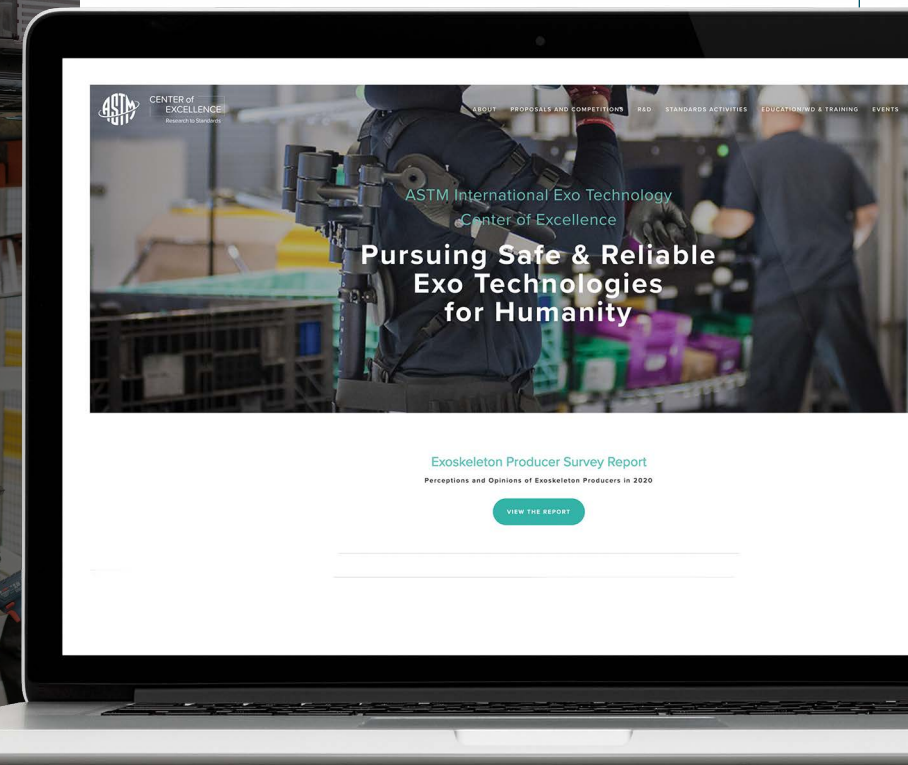 ASTM
CENTER of
EXCELLENCE
Research to Standards
ABOUT PROPOSALS AND COMPETITIONS R&D STANDARDS ACTIVITIES EDUCATION/WD & TRAINING EVENTS
ASTM International Exo Technology
Center of Excellence
Pursuing Safe & Reliable
Exo Technologies
for Humanity
Exoskeleton Producer Survey Report
Perceptions and Opinions of Exoskeleton Producers in 2020
VIEW THE REPORT